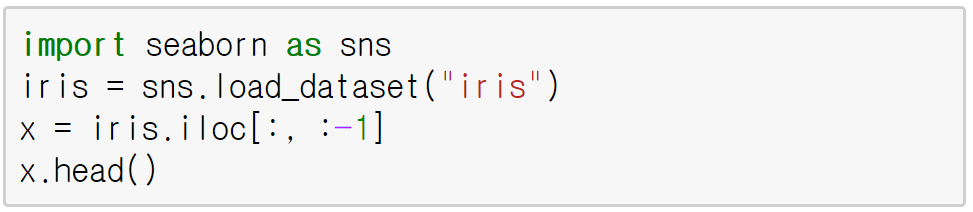 import seaborn as sns
iris = sns.load_dataset("iris")
x = iris.iloc[:, :-1]
x.head()